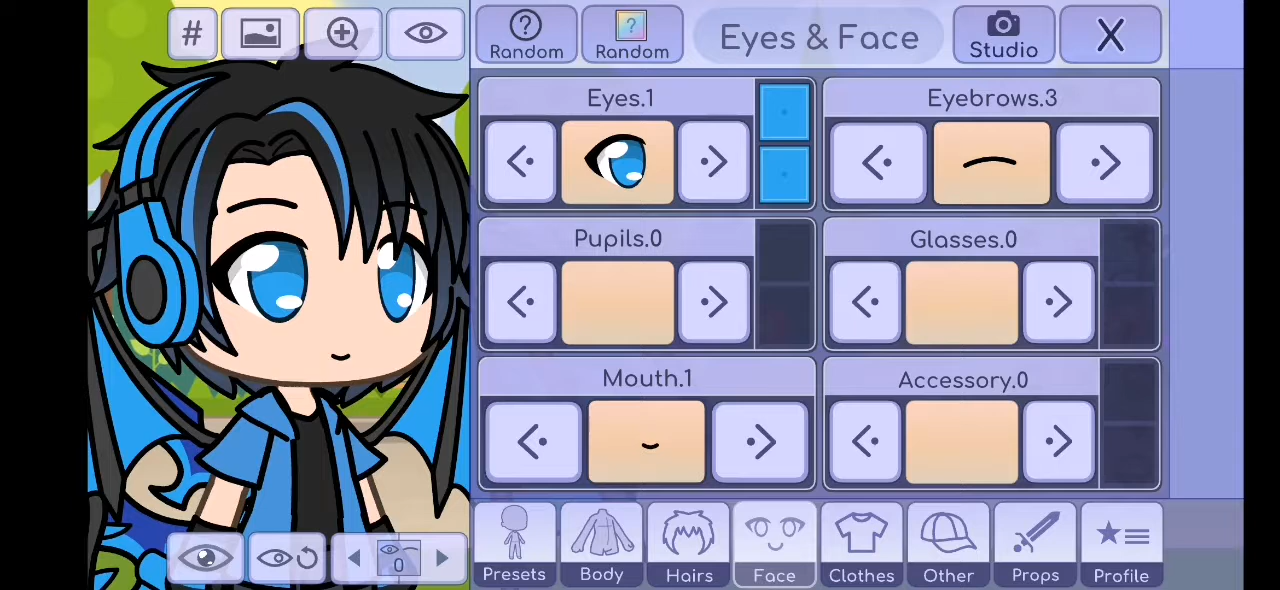 #
? Random
? Random
Eyes & Face
Studio
X
Eyes.1
Eyebrows.3
Pupils.0
Glasses.0
Mouth.1
Accessory.0
0
Presets
Body
Hairs
Face
Clothes
Other
Props
Profile